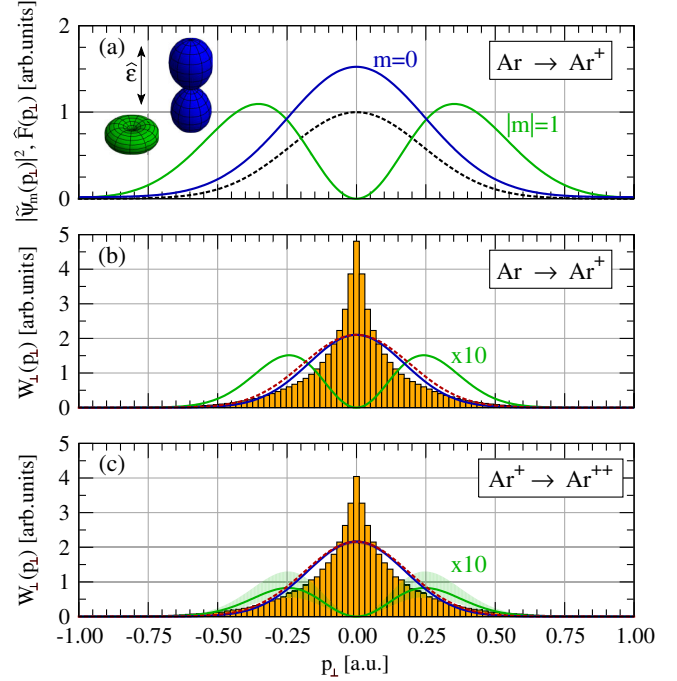 |ψ̃ₘ(p⊥)|², F̂(p⊥) [arb.units]
2
1
0
(a)
ε̂
m=0
|m|=1
Ar → Ar⁺
W⊥(p⊥) [arb.units]
5
4
3
2
1
0
(b)
Ar → Ar⁺
x10
W⊥(p⊥) [arb.units]
5
4
3
2
1
0
(c)
Ar⁺ → Ar⁺⁺
x10
-1.00 -0.75 -0.50 -0.25 0.00 0.25 0.50 0.75 1.00
p⊥ [a.u.]